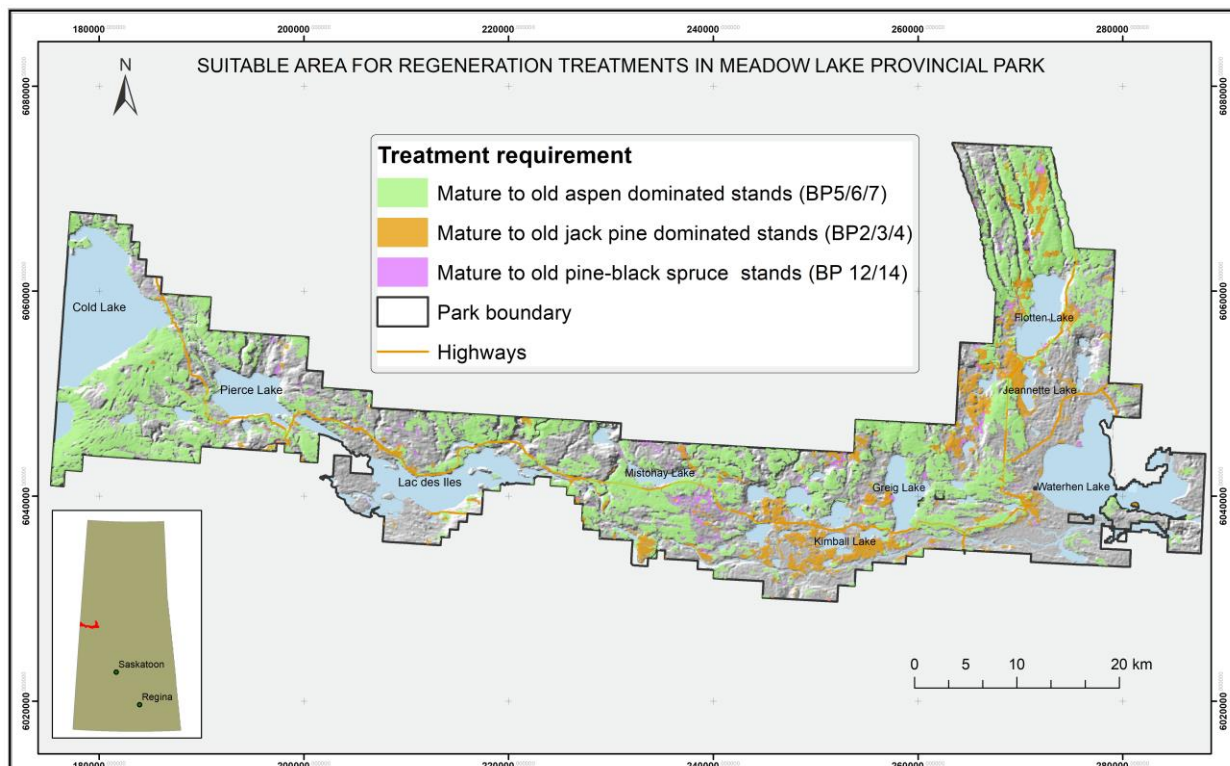 180000 200000 220000 240000 260000 280000
SUITABLE AREA FOR REGENERATION TREATMENTS IN MEADOW LAKE PROVINCIAL PARK
N
6080000 6080000
Treatment requirement
Mature to old aspen dominated stands (BP5/6/7)
Mature to old jack pine dominated stands (BP2/3/4)
Mature to old pine-black spruce stands (BP 12/14)
Park boundary
Highways
6060000 6060000
Cold Lake
Flotten Lake
Pierce Lake
Jeannette Lake
Mistohay Lake
Lac des Iles
Greig Lake
Waterhen Lake
6040000 6040000
Kimball Lake
Saskatoon
Regina
0 5 10 20 km
6020000 6020000
180000 200000 220000 240000 260000 280000